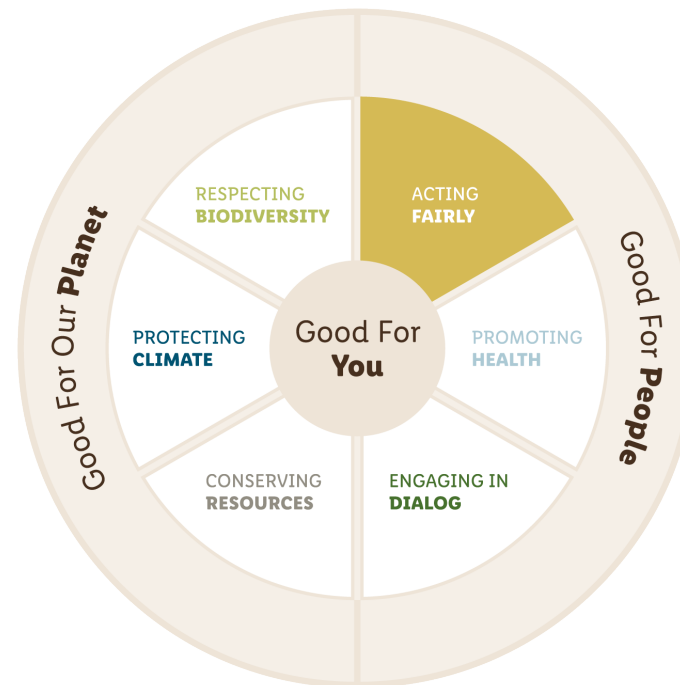 RESPECTING
BIODIVERSITY
ACTING
FAIRLY
Good For Our Planet
Good For People
PROTECTING
CLIMATE
Good For
You
PROMOTING
HEALTH
CONSERVING
RESOURCES
ENGAGING IN
DIALOG